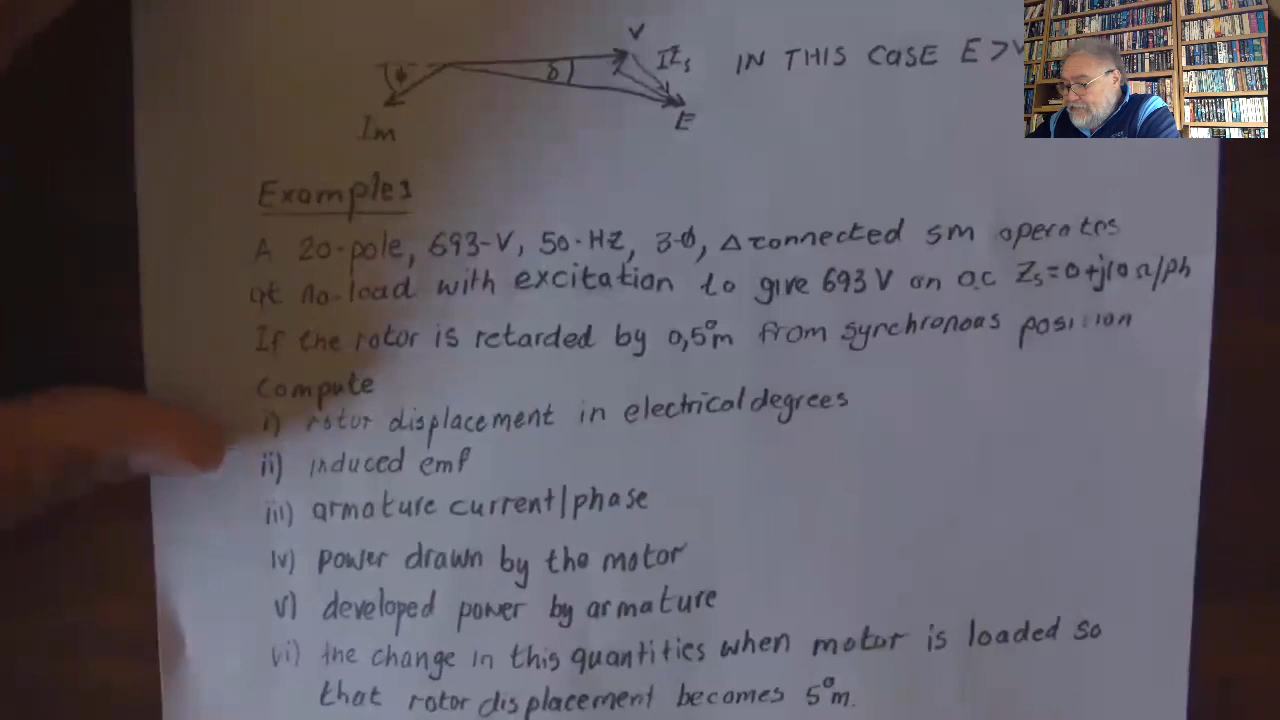 V
IZs IN THIS CASE E >V
ϕ δ
E
Im
Examples
A 20-pole, 693-V, 50-HZ, 3-Φ, Δ connected sm operates
at no-load with excitation to give 693 V on oc Zs=0+j10 Ω/ph
If the rotor is retarded by 0,5°m from synchronous position
Compute
i) rotor displacement in electrical degrees
ii) induced emf
iii) armature current/phase
iv) power drawn by the motor
v) developed power by armature
vi) the change in this quantities when motor is loaded so
that rotor displacement becomes 5°m.